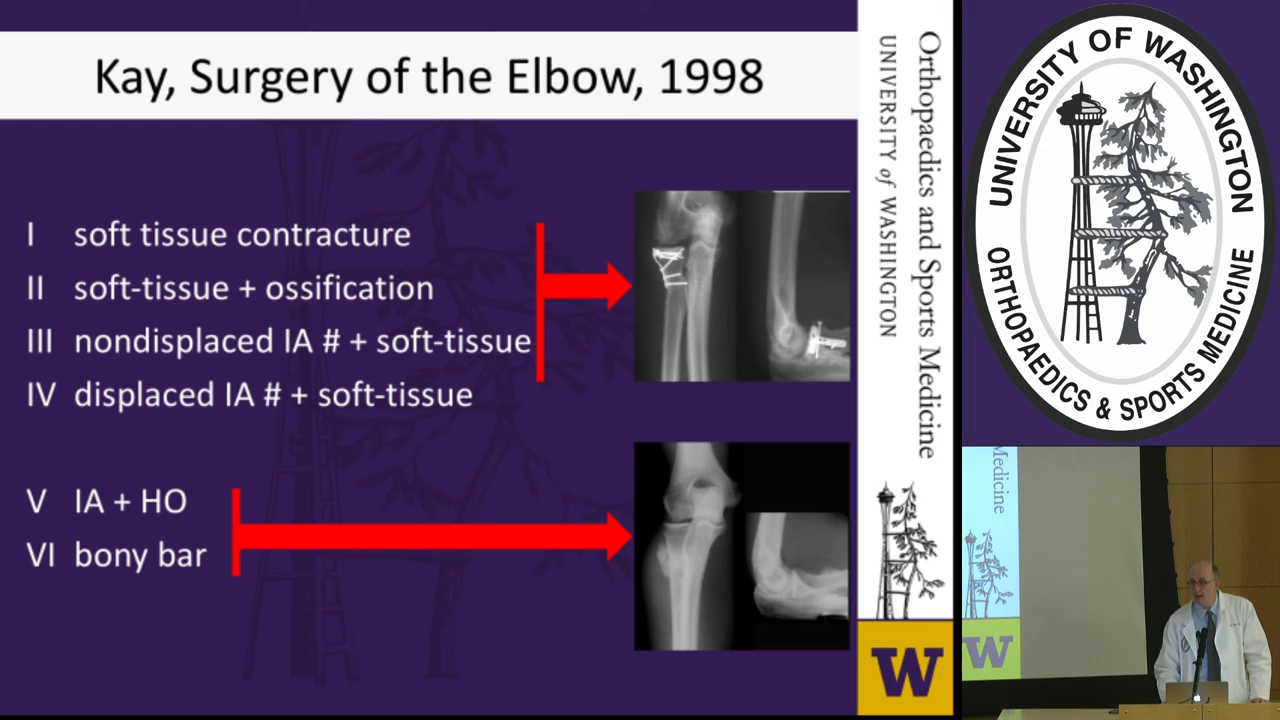 Kay, Surgery of the Elbow, 1998
I soft tissue contracture
II soft-tissue + ossification
III nondisplaced IA # + soft-tissue
IV displaced IA # + soft-tissue
V IA + HO
VI bony bar
Orthopaedics and Sports Medicine
UNIVERSITY of WASHINGTON
W
UNIVERSITY OF WASHINGTON
ORTHOPAEDICS & SPORTS MEDICINE
Medicine
W